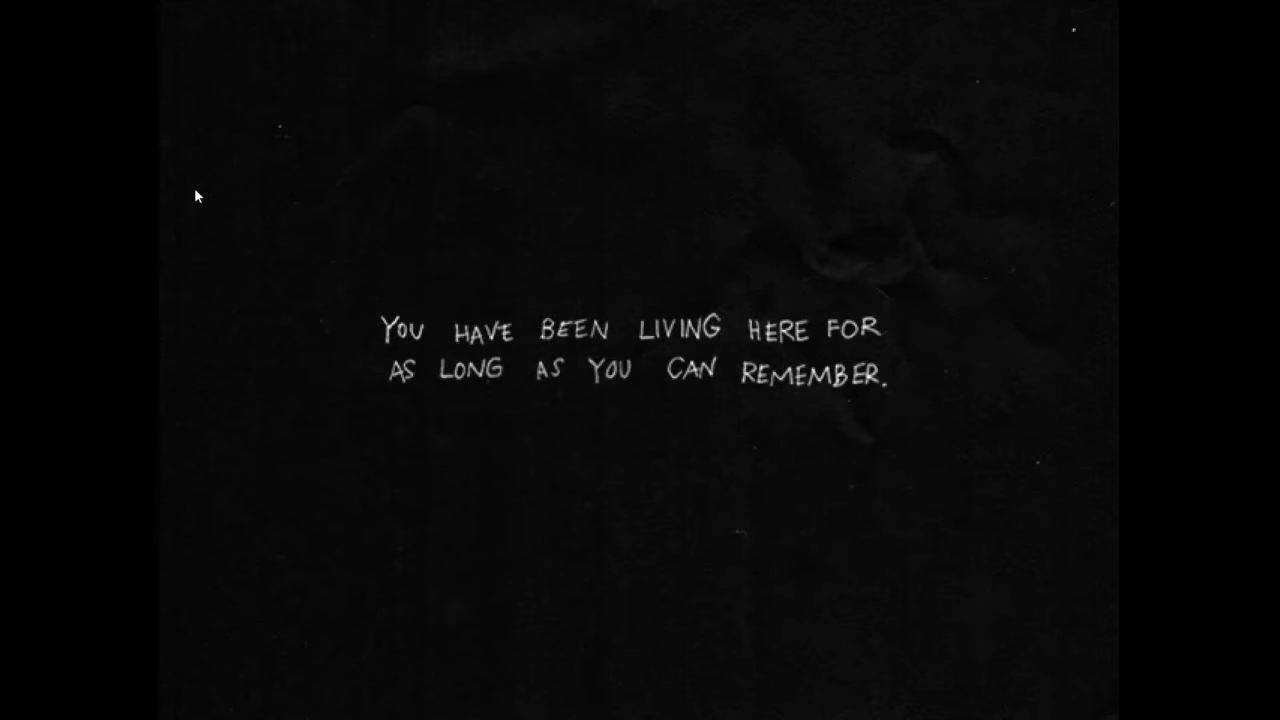 YOU HAVE BEEN LIVING HERE FOR
AS LONG AS YOU CAN REMEMBER.